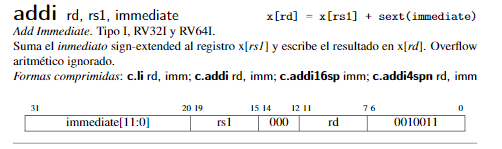 addi rd, rs1, immediate x[rd] = x[rs1] + sext(immediate)
Add Immediate. Tipo I, RV32I y RV64I.
Suma el inmediato sign-extended al registro x[rs1] y escribe el resultado en x[rd]. Overflow
aritmético ignorado.
Formas comprimidas: c.li rd, imm; c.addi rd, imm; c.addi16sp imm; c.addi4spn rd, imm
31 20 19 15 14 12 11 7 6 0
immediate[11:0] rs1 000 rd 0010011